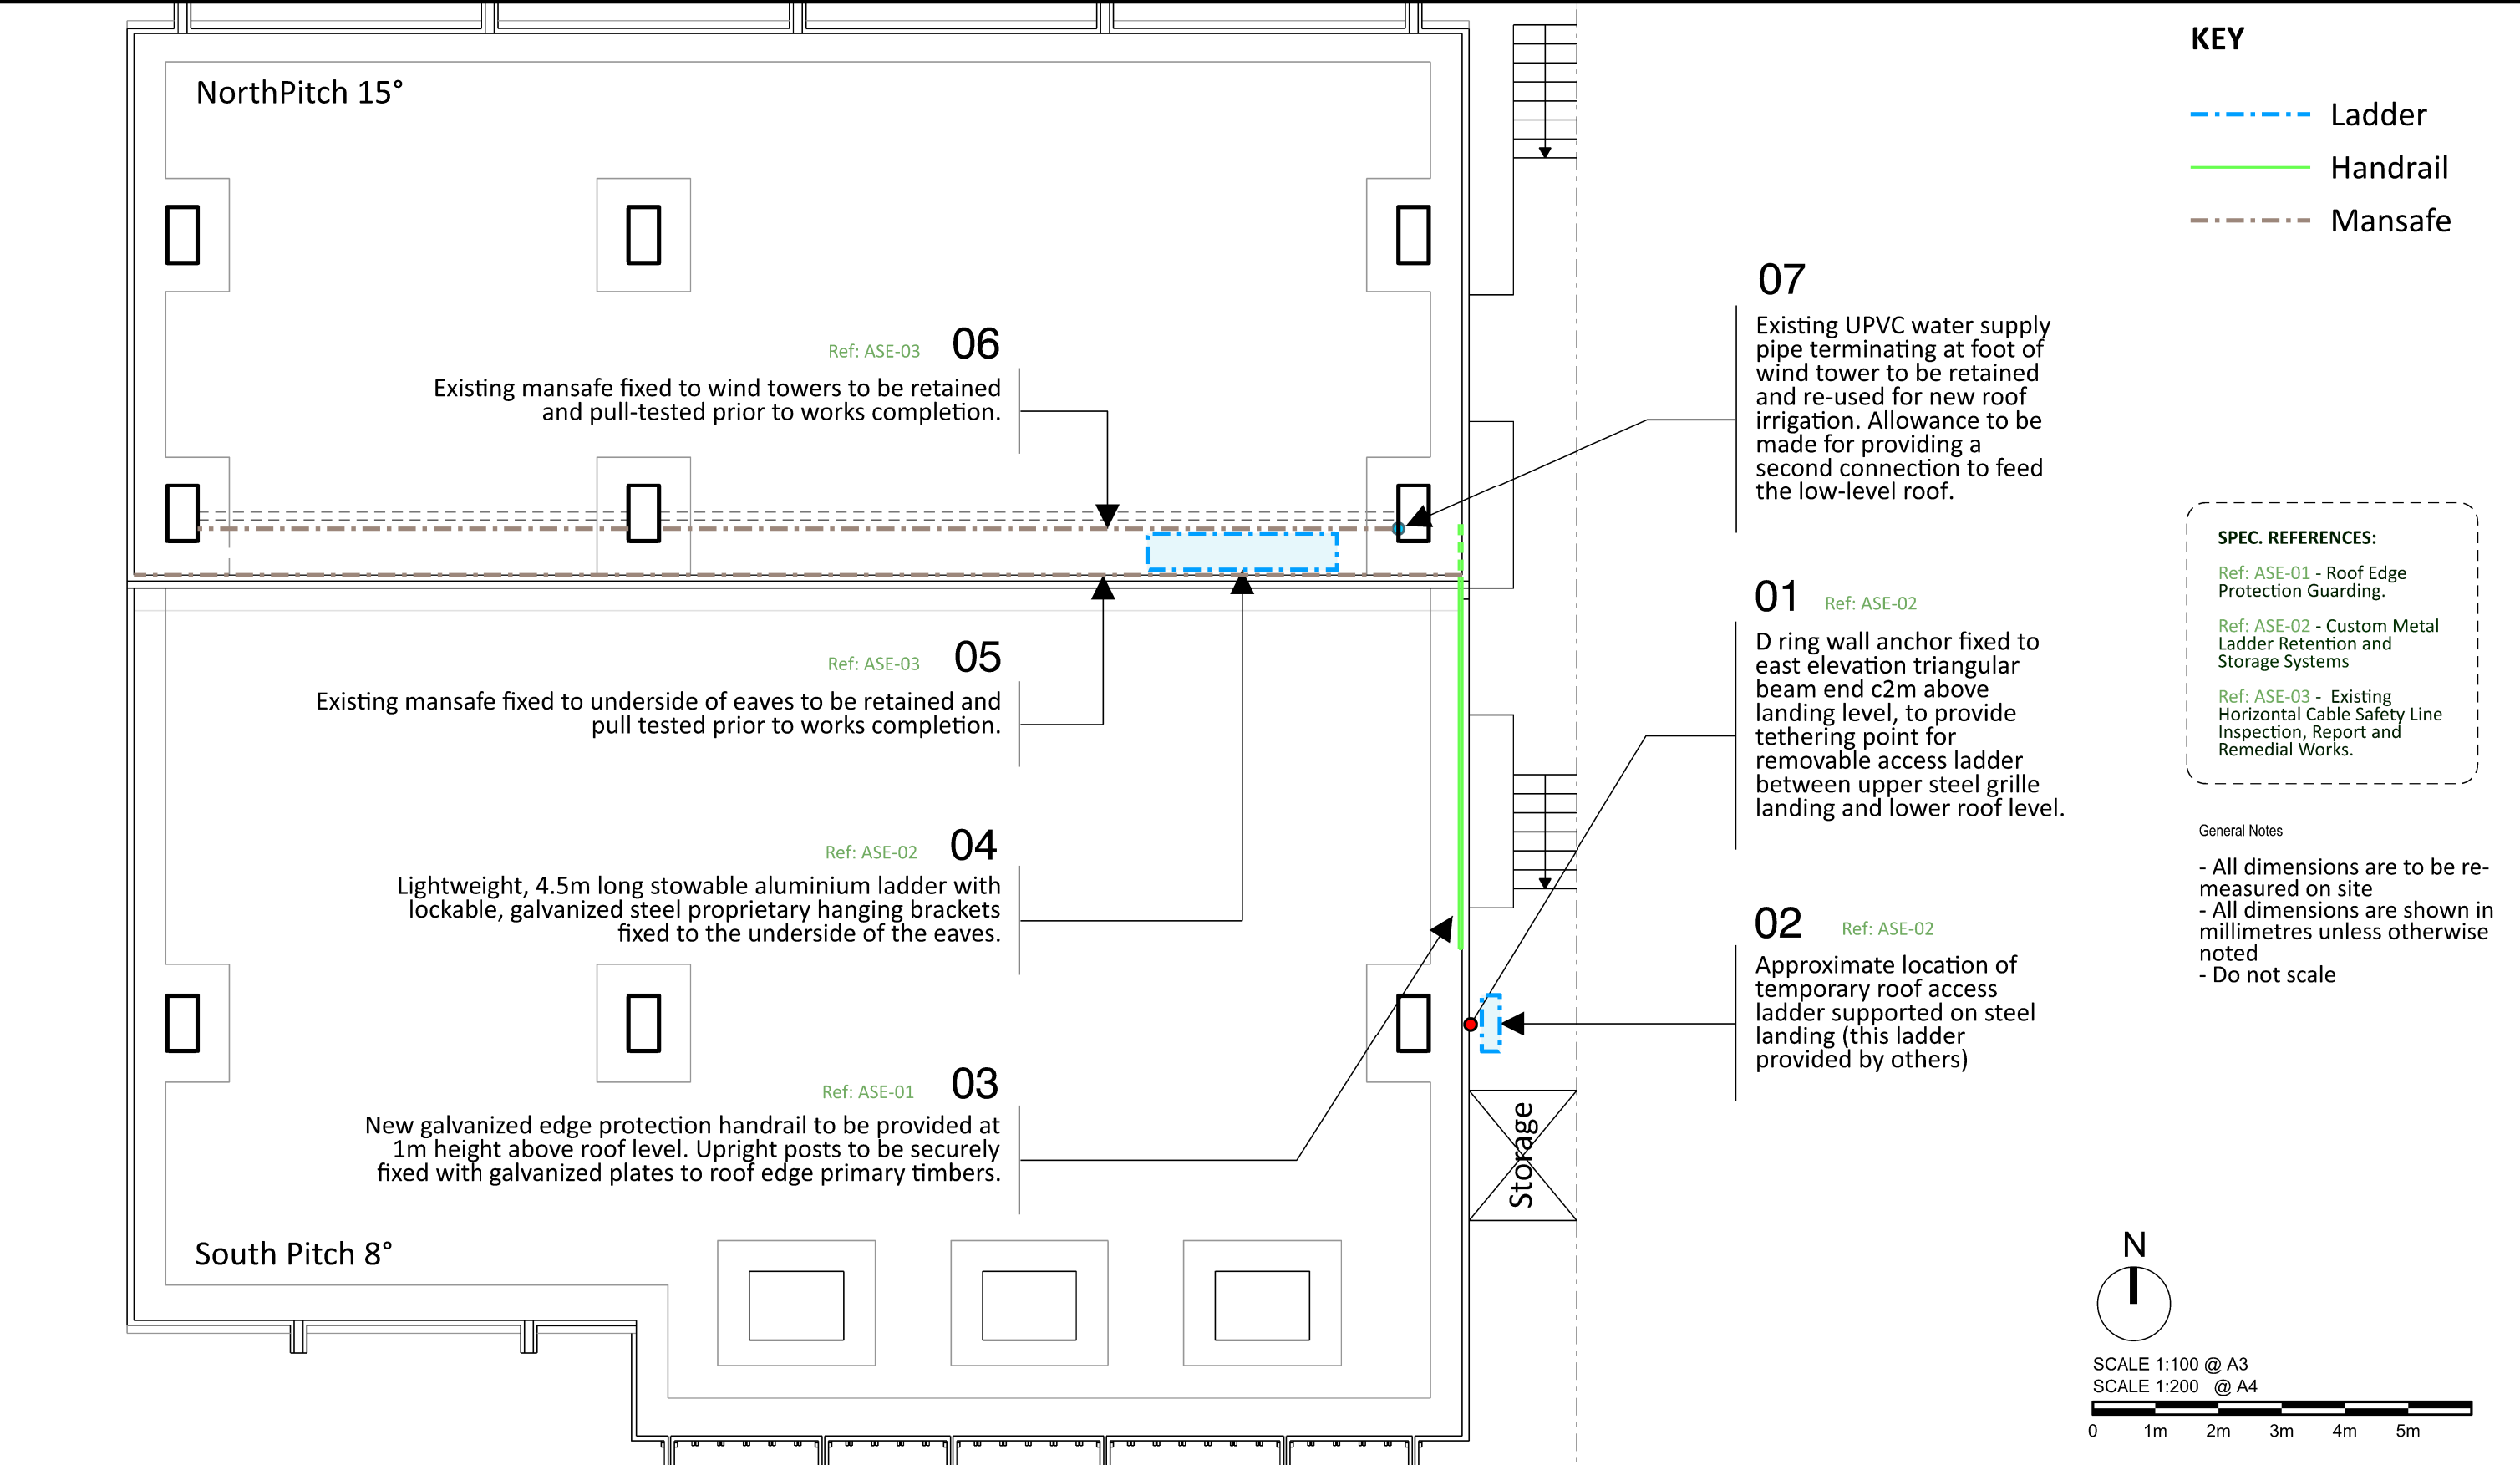 NorthPitch 15°
Ref: ASE-03 06
Existing mansafe fixed to wind towers to be retained
and pull-tested prior to works completion.
Ref: ASE-03 05
Existing mansafe fixed to underside of eaves to be retained and
pull tested prior to works completion.
Ref: ASE-02 04
Lightweight, 4.5m long stowable aluminium ladder with
lockable, galvanized steel proprietary hanging brackets
fixed to the underside of the eaves.
Ref: ASE-01 03
New galvanized edge protection handrail to be provided at
1m height above roof level. Upright posts to be securely
fixed with galvanized plates to roof edge primary timbers.
South Pitch 8°
07
Existing UPVC water supply
pipe terminating at foot of
wind tower to be retained
and re-used for new roof
irrigation. Allowance to be
made for providing a
second connection to feed
the low-level roof.
01 Ref: ASE-02
D ring wall anchor fixed to
east elevation triangular
beam end c2m above
landing level, to provide
tethering point for
removable access ladder
between upper steel grille
landing and lower roof level.
02 Ref: ASE-02
Approximate location of
temporary roof access
ladder supported on steel
landing (this ladder
provided by others)
Storage
KEY
Ladder
Handrail
Mansafe
SPEC. REFERENCES:
Ref: ASE-01 - Roof Edge
Protection Guarding.
Ref: ASE-02 - Custom Metal
Ladder Retention and
Storage Systems
Ref: ASE-03 - Existing
Horizontal Cable Safety Line
Inspection, Report and
Remedial Works.
General Notes
- All dimensions are to be re-
measured on site
- All dimensions are shown in
millimetres unless otherwise
noted
- Do not scale
N
SCALE 1:100 @ A3
SCALE 1:200 @ A4
0 1m 2m 3m 4m 5m